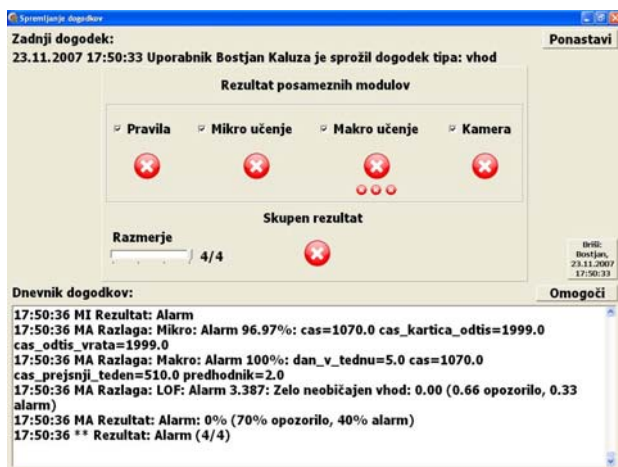 Spremljanje dogodkov
Zadnji dogodek:
Ponastavi
23.11.2007 17:50:33 Uporabnik Bostjan Kaluza je sprožil dogodek tipa: vhod
Rezultat posameznih modulov
Pravila
Mikro učenje
Makro učenje
Kamera
Skupen rezultat
Razmerje
4/4
Briši:
Bostjan,
23.11.2007
17:50:33
Dnevnik dogodkov:
Omogoči
17:50:36 MI Rezultat: Alarm
17:50:36 MA Razlaga: Mikro: Alarm 96.97%: cas=1070.0 cas_kartica_odtis=1999.0
cas_odtis_vrata=1999.0
17:50:36 MA Razlaga: Makro: Alarm 100%: dan_v_tednu=5.0 cas=1070.0
cas_prejsnji_teden=510.0 predhodnik=2.0
17:50:36 MA Razlaga: LOF: Alarm 3.387: Zelo neobičajen vhod: 0.00 (0.66 opozorilo, 0.33
alarm)
17:50:36 MA Rezultat: Alarm: 0% (70% opozorilo, 40% alarm)
17:50:36 ** Rezultat: Alarm (4/4)